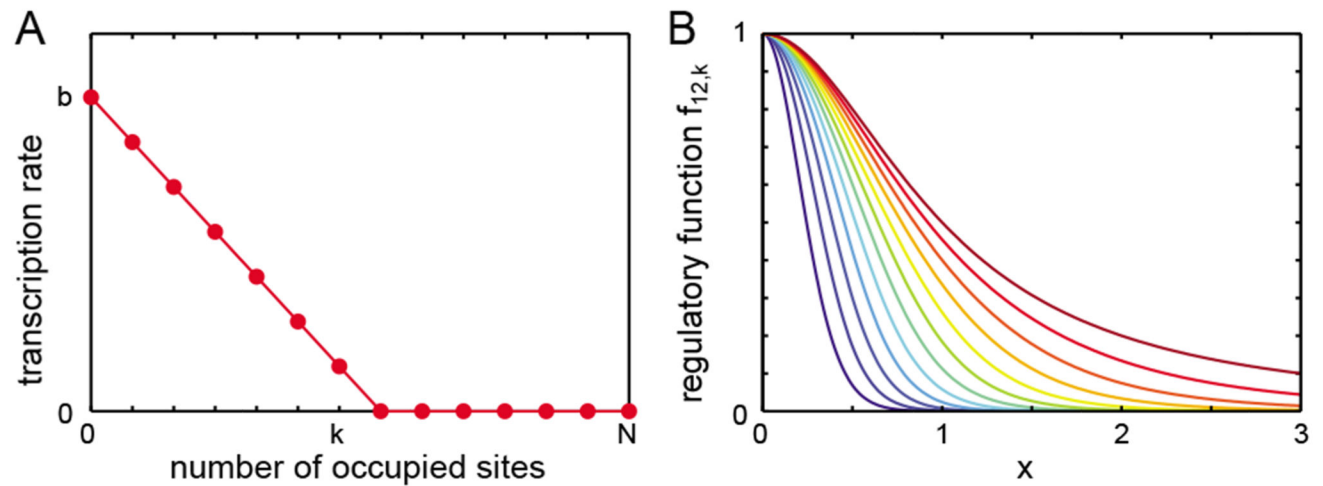 A
b
transcription rate
0
0
k
N
number of occupied sites
B
1
regulatory function f12,k
0
0
1
2
3
x